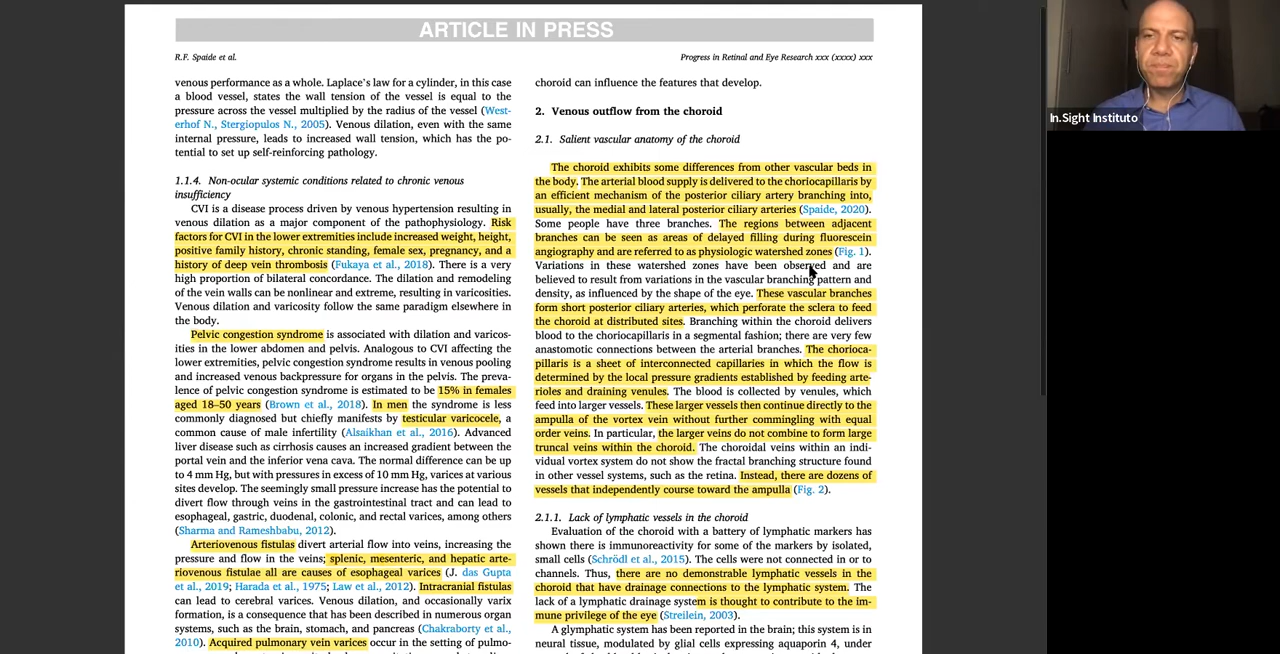 ARTICLE IN PRESS
R.F. Spaide et al.
Progress in Retinal and Eye Research xxx (xxxx) xxx
venous performance as a whole. Laplace's law for a cylinder, in this case
a blood vessel, states the wall tension of the vessel is equal to the
pressure across the vessel multiplied by the radius of the vessel (West-
erhof N., Stergiopulos N., 2005). Venous dilation, even with the same
internal pressure, leads to increased wall tension, which has the po-
tential to set up self-reinforcing pathology.
1.1.4. Non-ocular systemic conditions related to chronic venous
insufficiency
CVI is a disease process driven by venous hypertension resulting in
venous dilation as a major component of the pathophysiology. Risk
factors for CVI in the lower extremities include increased weight, height,
positive family history, chronic standing, female sex, pregnancy, and a
history of deep vein thrombosis (Fukaya et al., 2018). There is a very
high proportion of bilateral concordance. The dilation and remodeling
of the vein walls can be nonlinear and extreme, resulting in varicosities.
Venous dilation and varicosity follow the same paradigm elsewhere in
the body.
Pelvic congestion syndrome is associated with dilation and varicos-
ities in the lower abdomen and pelvis. Analogous to CVI affecting the
lower extremities, pelvic congestion syndrome results in venous pooling
and increased venous backpressure for organs in the pelvis. The preva-
lence of pelvic congestion syndrome is estimated to be 15% in females
aged 18–50 years (Brown et al., 2018). In men the syndrome is less
commonly diagnosed but chiefly manifests by testicular varicocele, a
common cause of male infertility (Alsaikhan et al., 2016). Advanced
liver disease such as cirrhosis causes an increased gradient between the
portal vein and the inferior vena cava. The normal difference can be up
to 4 mm Hg, but with pressures in excess of 10 mm Hg, varices at various
sites develop. The seemingly small pressure increase has the potential to
divert flow through veins in the gastrointestinal tract and can lead to
esophageal, gastric, duodenal, colonic, and rectal varices, among others
(Sharma and Rameshbabu, 2012).
Arteriovenous fistulas divert arterial flow into veins, increasing the
pressure and flow in the veins; splenic, mesenteric, and hepatic arte-
riovenous fistulae all are causes of esophageal varices (J. das Gupta
et al., 2019; Harada et al., 1975; Law et al., 2012). Intracranial fistulas
can lead to cerebral varices. Venous dilation, and occasionally varix
formation, is a consequence that has been described in numerous organ
systems, such as the brain, stomach, and pancreas (Chakraborty et al.,
2010). Acquired pulmonary vein varices occur in the setting of pulmo-
choroid can influence the features that develop.
2. Venous outflow from the choroid
2.1. Salient vascular anatomy of the choroid
The choroid exhibits some differences from other vascular beds in
the body. The arterial blood supply is delivered to the choriocapillaris by
an efficient mechanism of the posterior ciliary artery branching into,
usually, the medial and lateral posterior ciliary arteries (Spaide, 2020).
Some people have three branches. The regions between adjacent
branches can be seen as areas of delayed filling during fluorescein
angiography and are referred to as physiologic watershed zones (Fig. 1).
Variations in these watershed zones have been observed and are
believed to result from variations in the vascular branching pattern and
density, as influenced by the shape of the eye. These vascular branches
form short posterior ciliary arteries, which perforate the sclera to feed
the choroid at distributed sites. Branching within the choroid delivers
blood to the choriocapillaris in a segmental fashion; there are very few
anastomotic connections between the arterial branches. The chorioca-
pillaris is a sheet of interconnected capillaries in which the flow is
determined by the local pressure gradients established by feeding arte-
rioles and draining venules. The blood is collected by venules, which
feed into larger vessels. These larger vessels then continue directly to the
ampulla of the vortex vein without further commingling with equal
order veins. In particular, the larger veins do not combine to form large
truncal veins within the choroid. The choroidal veins within an indi-
vidual vortex system do not show the fractal branching structure found
in other vessel systems, such as the retina. Instead, there are dozens of
vessels that independently course toward the ampulla (Fig. 2).
2.1.1. Lack of lymphatic vessels in the choroid
Evaluation of the choroid with a battery of lymphatic markers has
shown there is immunoreactivity for some of the markers by isolated,
small cells (Schrödl et al., 2015). The cells were not connected in or to
channels. Thus, there are no demonstrable lymphatic vessels in the
choroid that have drainage connections to the lymphatic system. The
lack of a lymphatic drainage system is thought to contribute to the im-
mune privilege of the eye (Streilein, 2003).
A glymphatic system has been reported in the brain; this system is in
neural tissue, modulated by glial cells expressing aquaporin 4, under
In.Sight Instituto